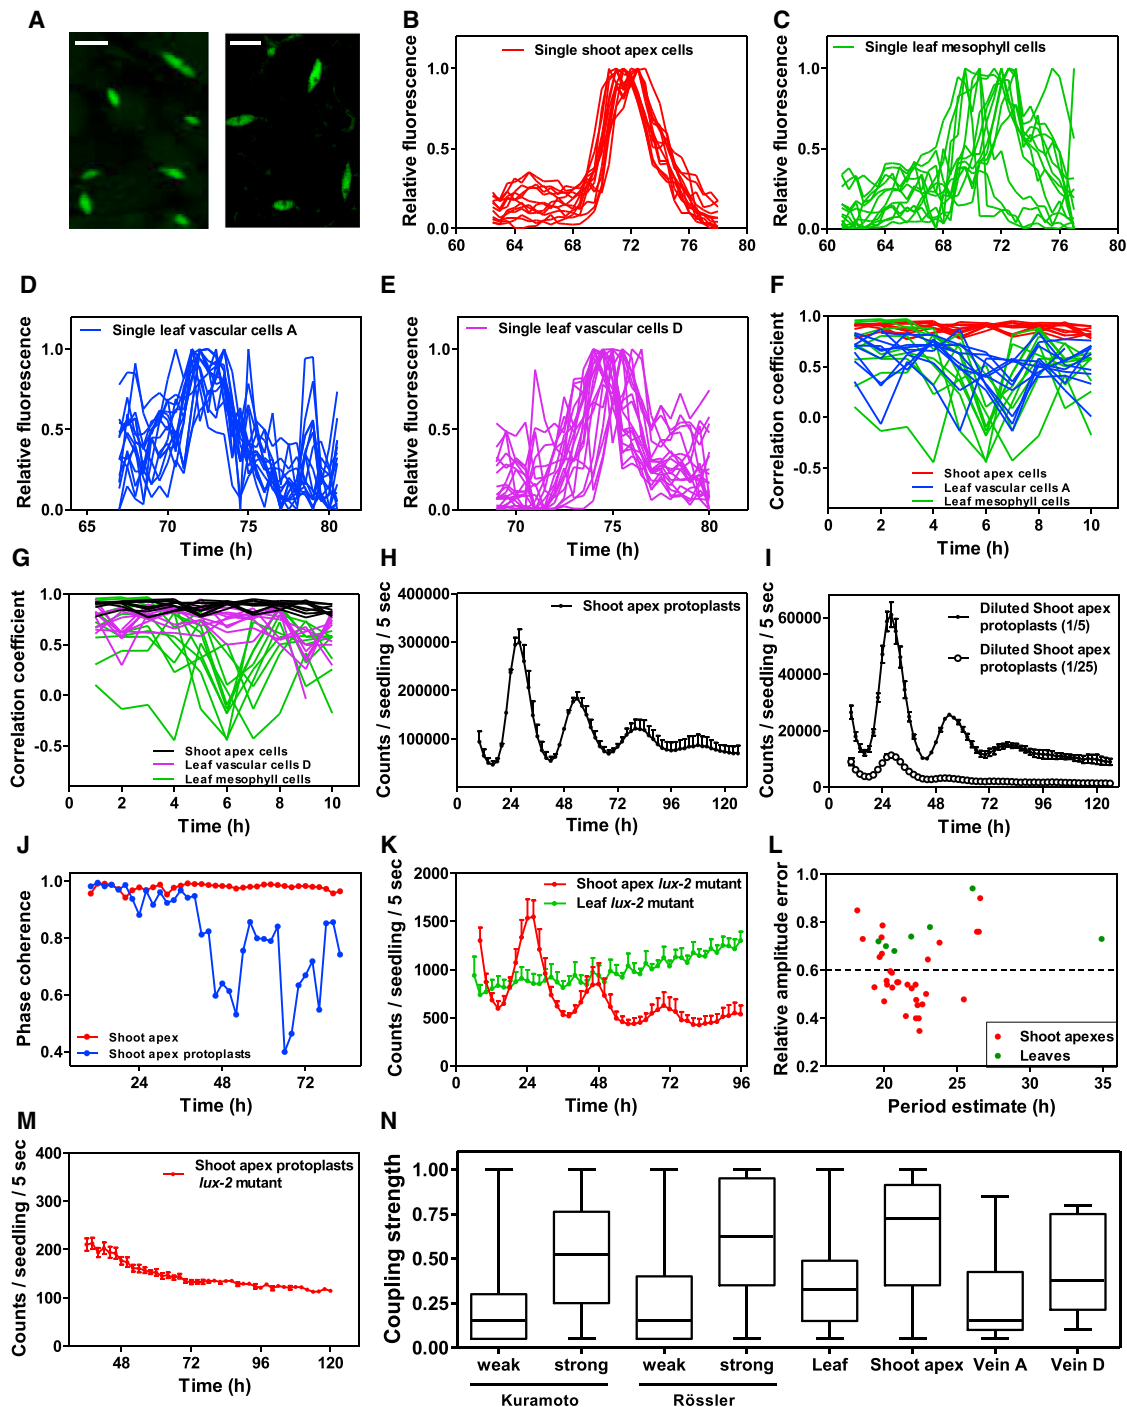 A
B
Relative fluorescence
1.0
0.5
0.0
Single shoot apex cells
60 64 68 72 76 80
C
Relative fluorescence
1.0
0.5
0.0
Single leaf mesophyll cells
60 64 68 72 76 80
D
Relative fluorescence
1.0
0.5
0.0
Single leaf vascular cells A
65 70 75 80
Time (h)
E
Relative fluorescence
1.0
0.5
0.0
Single leaf vascular cells D
70 75 80
Time (h)
F
Correlation coefficient
1.0
0.5
0.0
-0.5
Shoot apex cells
Leaf vascular cells A
Leaf mesophyll cells
0 2 4 6 8 10
Time (h)
G
Correlation coefficient
1.0
0.5
0.0
-0.5
Shoot apex cells
Leaf vascular cells D
Leaf mesophyll cells
0 2 4 6 8 10
Time (h)
H
Counts / seedling / 5 sec
400000
300000
200000
100000
Shoot apex protoplasts
0 24 48 72 96 120
Time (h)
I
Counts / seedling / 5 sec
60000
40000
20000
0
Diluted Shoot apex
protoplasts (1/5)
Diluted Shoot apex
protoplasts (1/25)
0 24 48 72 96 120
Time (h)
J
Phase coherence
1.0
0.8
0.6
0.4
Shoot apex
Shoot apex protoplasts
24 48 72
Time (h)
K
Counts / seedling / 5 sec
2000
1500
1000
500
0
Shoot apex lux-2 mutant
Leaf lux-2 mutant
0 24 48 72 96
Time (h)
L
Relative amplitude error
1.0
0.8
0.6
0.4
0.2
Shoot apexes
Leaves
20 25 30 35
Period estimate (h)
M
Counts / seedling / 5 sec
400
300
200
100
0
Shoot apex protoplasts
lux-2 mutant
48 72 96 120
Time (h)
N
Coupling strength
1.00
0.75
0.50
0.25
0.00
weak strong weak strong Leaf Shoot apex Vein A Vein D
Kuramoto Rössler